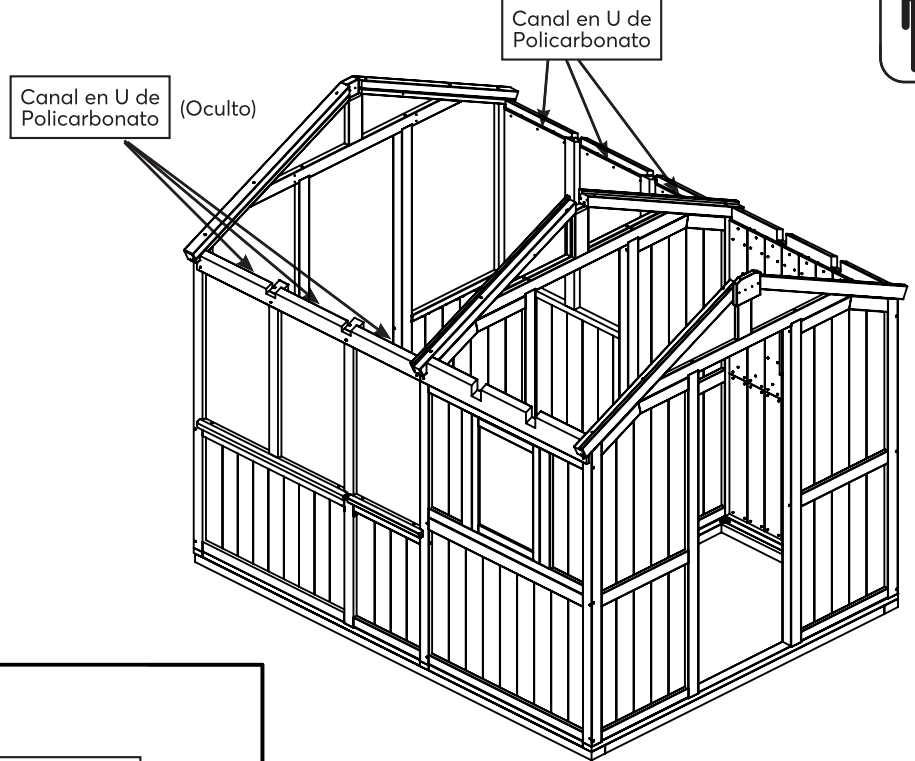 Canal en U de
Policarbonato
Canal en U de
Policarbonato
(Oculto)